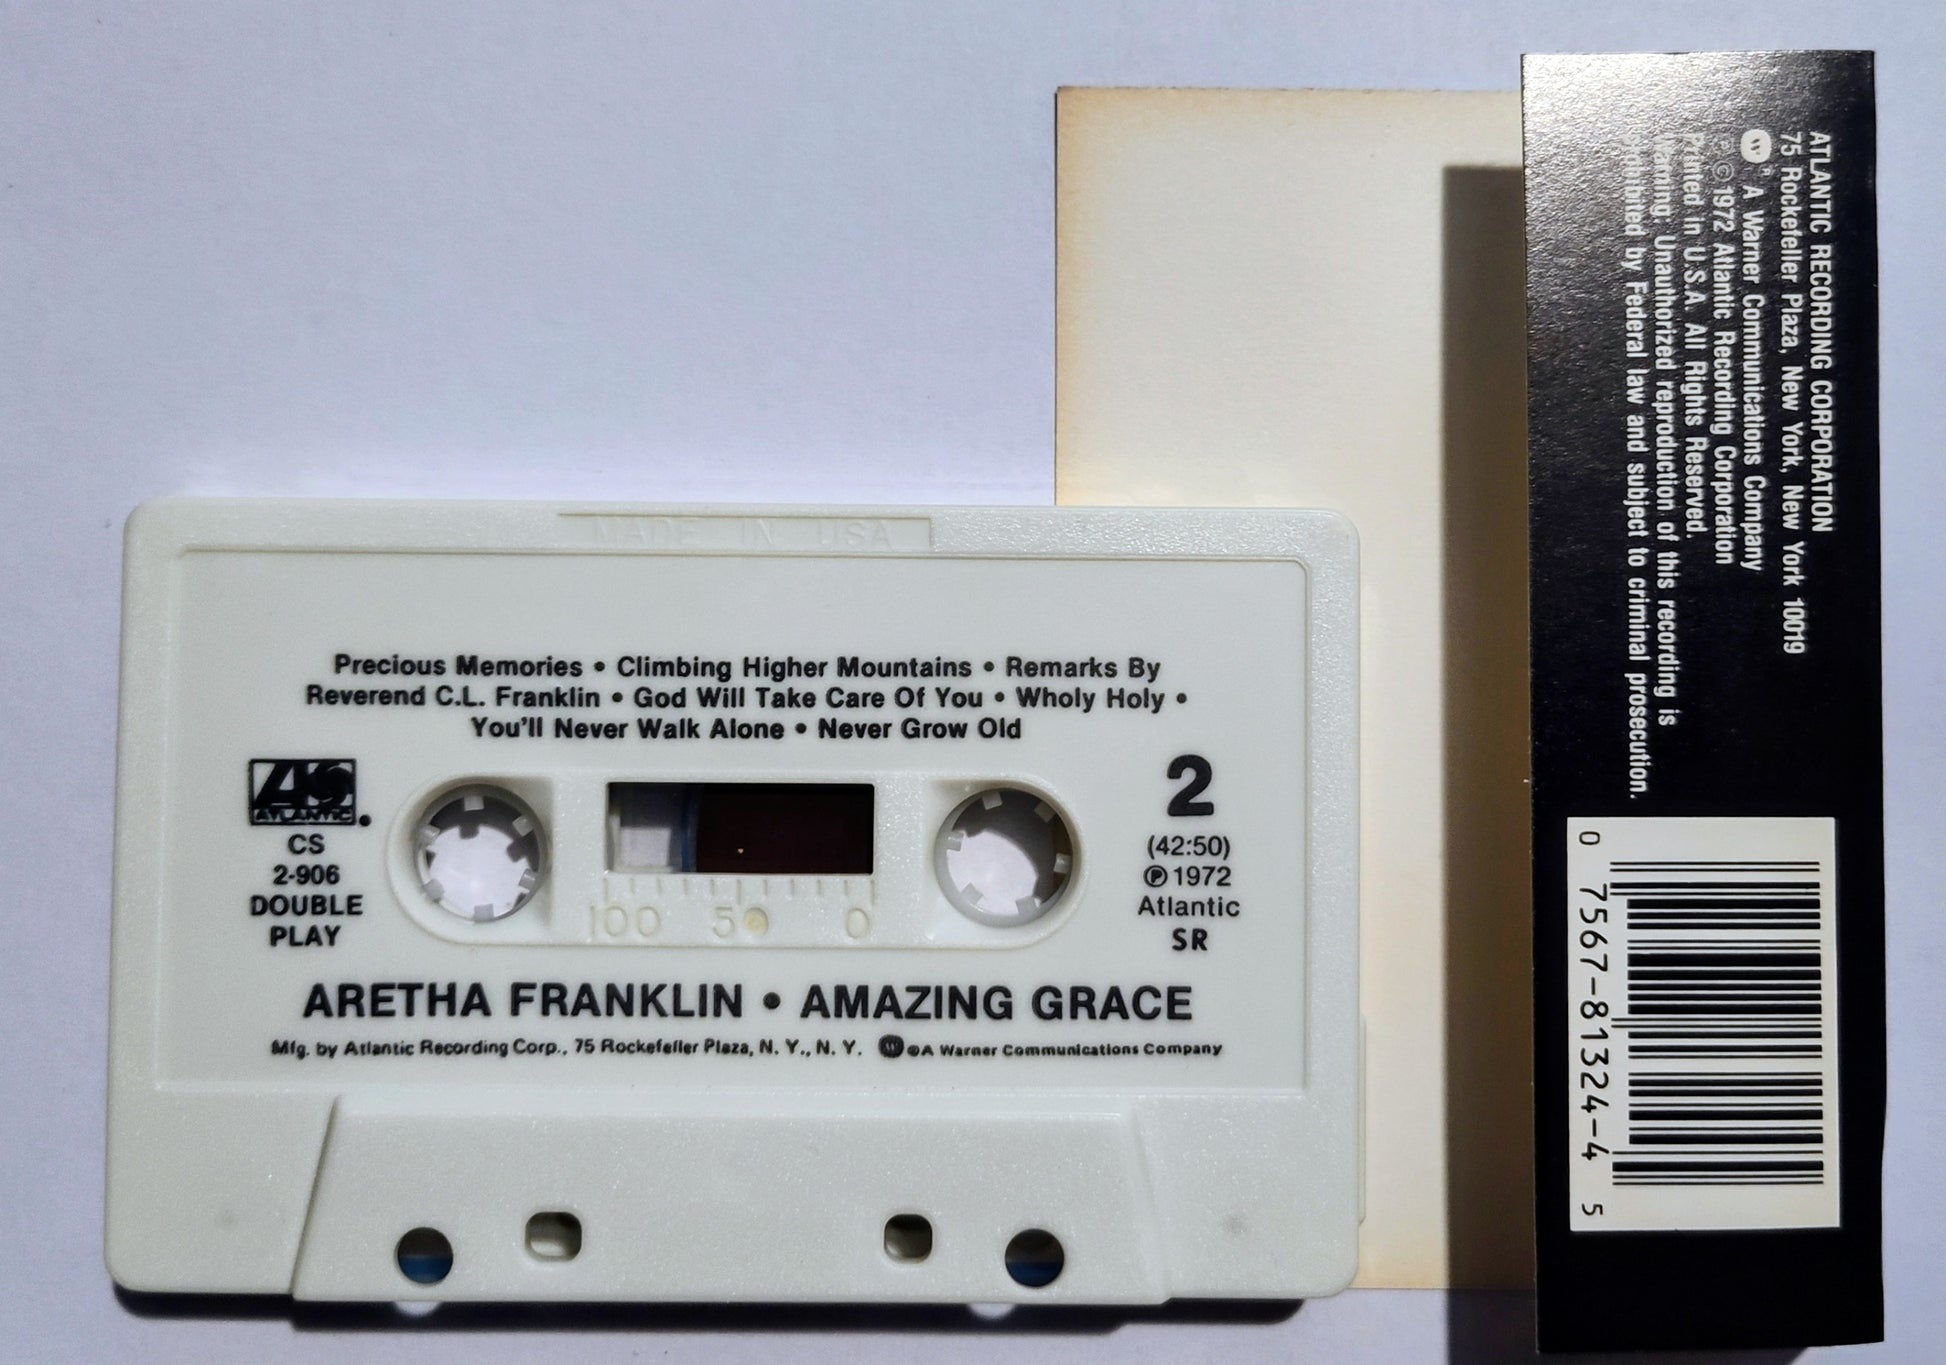 MADE IN USA
Precious Memories • Climbing Higher Mountains • Remarks By
Reverend C.L. Franklin • God Will Take Care Of You • Wholy Holy •
You'll Never Walk Alone • Never Grow Old
ATLANTIC
CS
2-906
DOUBLE
PLAY
2
(42:50)
℗ 1972
Atlantic
SR
100 50 0
ARETHA FRANKLIN • AMAZING GRACE
Mfg. by Atlantic Recording Corp., 75 Rockefeller Plaza, N. Y., N. Y. W ®A Warner Communications Company
ATLANTIC RECORDING CORPORATION
75 Rockefeller Plaza, New York, New York 10019
W ® A Warner Communications Company
℗ © 1972 Atlantic Recording Corporation
Printed in U.S.A. All Rights Reserved.
Warning: Unauthorized reproduction of this recording is
prohibited by Federal law and subject to criminal prosecution.
0 7567-81324-4 5